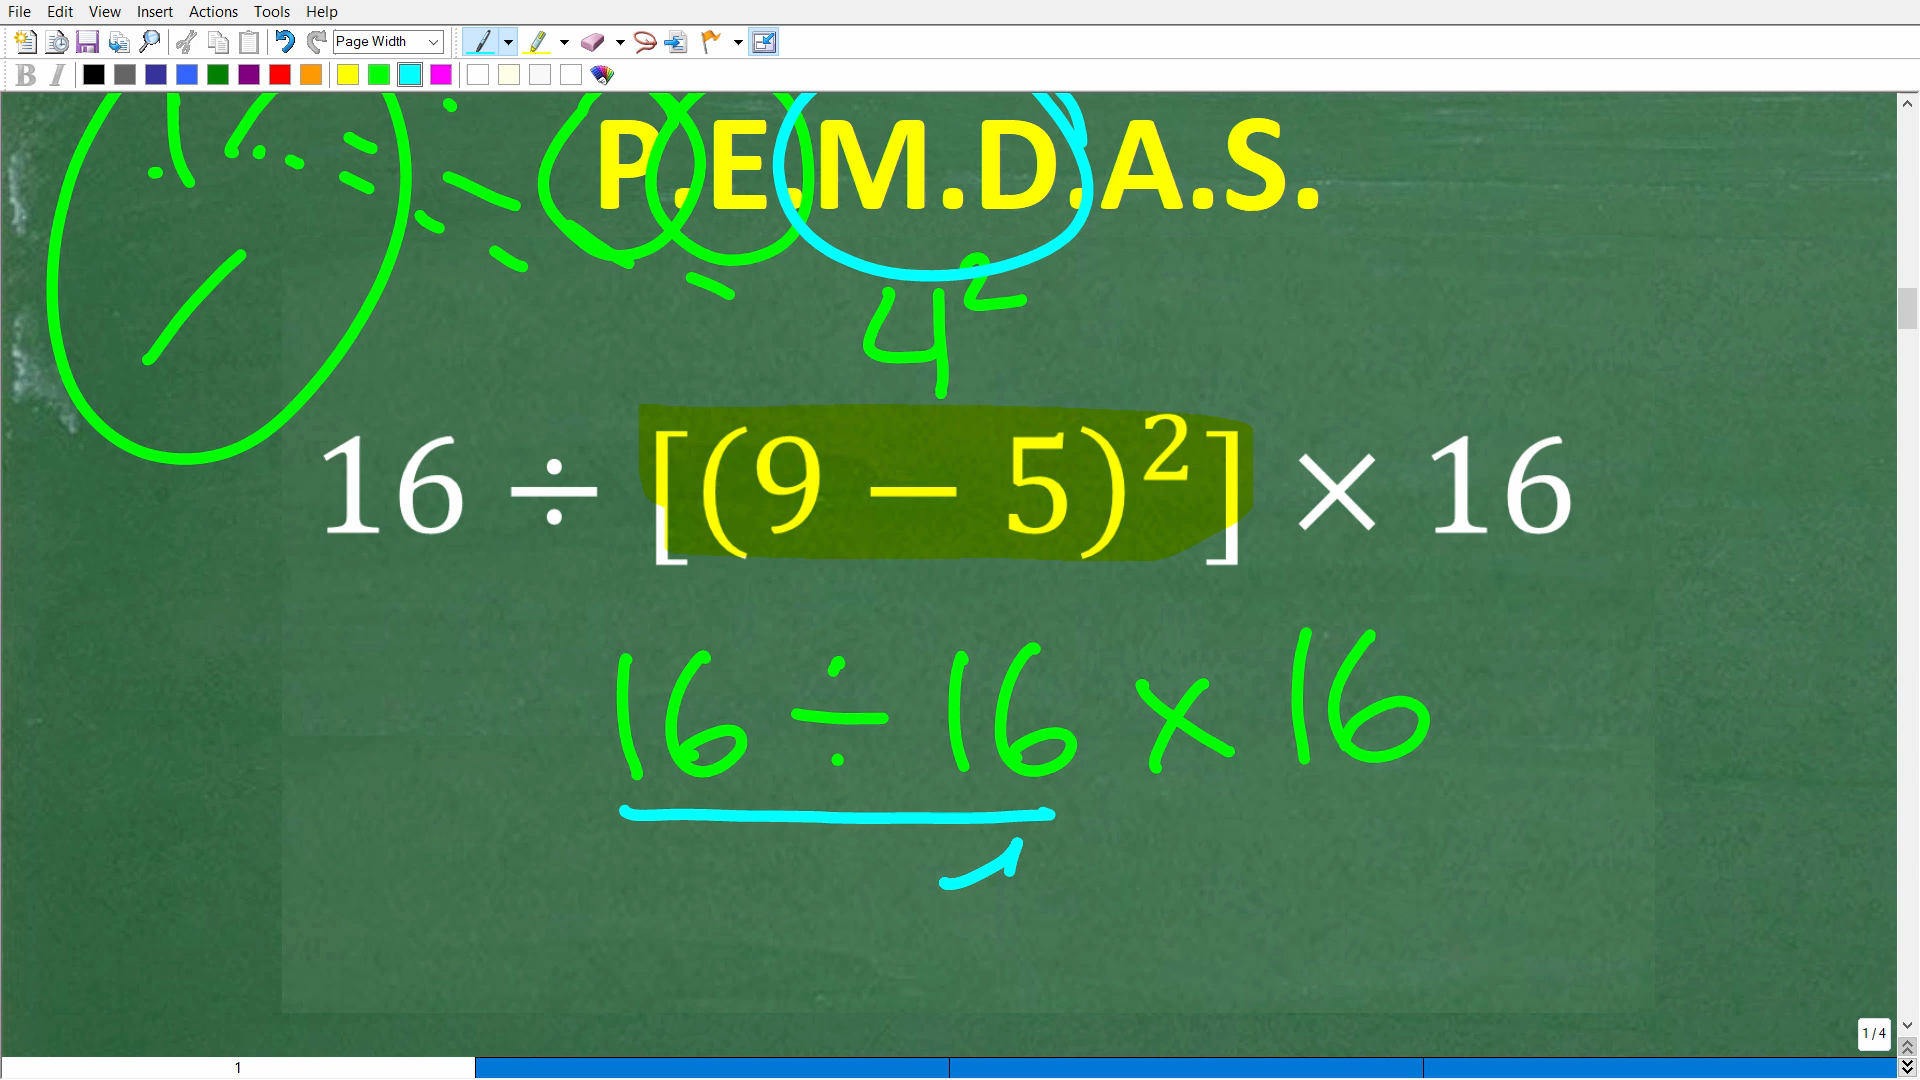 File Edit View Insert Actions Tools Help
Page Width
B I
P.E.M.D.A.S.
4²
16 ÷ [(9 − 5)²] × 16
16 ÷ 16 × 16
1/4
1